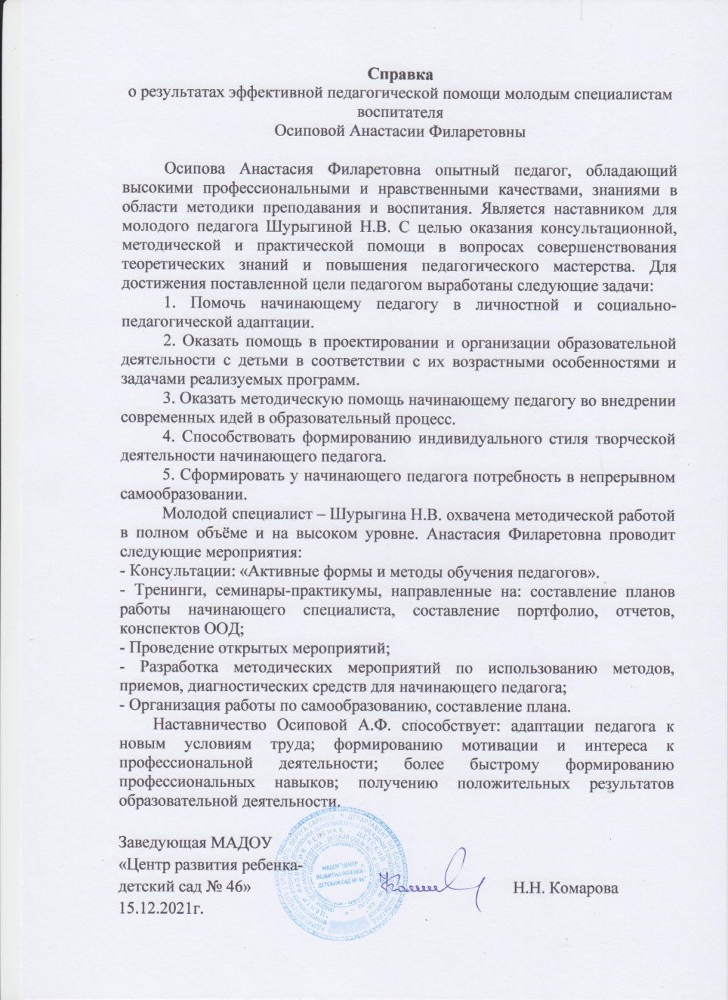 Справка
о результатах эффективной педагогической помощи молодым специалистам
воспитателя
Осиповой Анастасии Филаретовны
Осипова Анастасия Филаретовна опытный педагог, обладающий
высокими профессиональными и нравственными качествами, знаниями в
области методики преподавания и воспитания. Является наставником для
молодого педагога Шурыгиной Н.В. С целью оказания консультационной,
методической и практической помощи в вопросах совершенствования
теоретических знаний и повышения педагогического мастерства. Для
достижения поставленной цели педагогом выработаны следующие задачи:
1. Помочь начинающему педагогу в личностной и социально-
педагогической адаптации.
2. Оказать помощь в проектировании и организации образовательной
деятельности с детьми в соответствии с их возрастными особенностями и
задачами реализуемых программ.
3. Оказать методическую помощь начинающему педагогу во внедрении
современных идей в образовательный процесс.
4. Способствовать формированию индивидуального стиля творческой
деятельности начинающего педагога.
5. Сформировать у начинающего педагога потребность в непрерывном
самообразовании.
Молодой специалист – Шурыгина Н.В. охвачена методической работой
в полном объёме и на высоком уровне. Анастасия Филаретовна проводит
следующие мероприятия:
- Консультации: «Активные формы и методы обучения педагогов».
- Тренинги, семинары-практикумы, направленные на: составление планов
работы начинающего специалиста, составление портфолио, отчетов,
конспектов ООД;
- Проведение открытых мероприятий;
- Разработка методических мероприятий по использованию методов,
приемов, диагностических средств для начинающего педагога;
- Организация работы по самообразованию, составление плана.
Наставничество Осиповой А.Ф. способствует: адаптации педагога к
новым условиям труда; формированию мотивации и интереса к
профессиональной деятельности; более быстрому формированию
профессиональных навыков; получению положительных результатов
образовательной деятельности.
Заведующая МАДОУ
«Центр развития ребенка-
детский сад № 46»
Н.Н. Комарова
15.12.2021г.
МАДОУ "ЦЕНТР
РАЗВИТИЯ РЕБЕНКА -
ДЕТСКИЙ САД № 46"